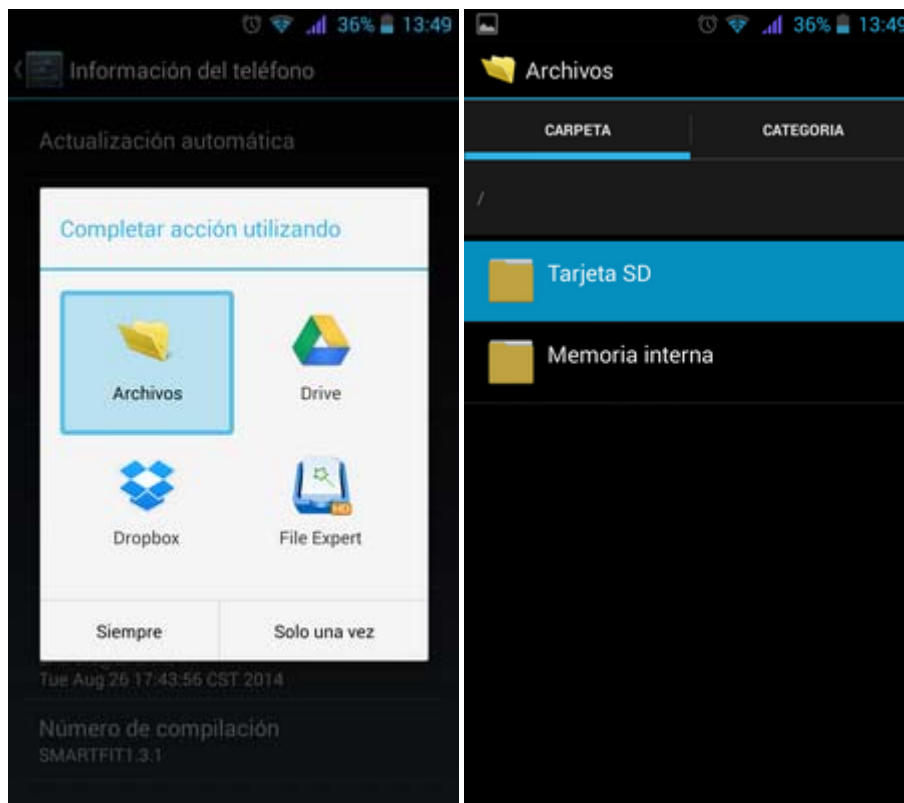 36% 13:49
Información del teléfono
Actualización automática
Completar acción utilizando
Archivos
Drive
Dropbox
File Expert
Siempre
Solo una vez
Tue Aug 26 17:43:56 CST 2014
Número de compilación
SMARTFIT1.3.1
36% 13:49
Archivos
CARPETA
CATEGORIA
/
Tarjeta SD
Memoria interna